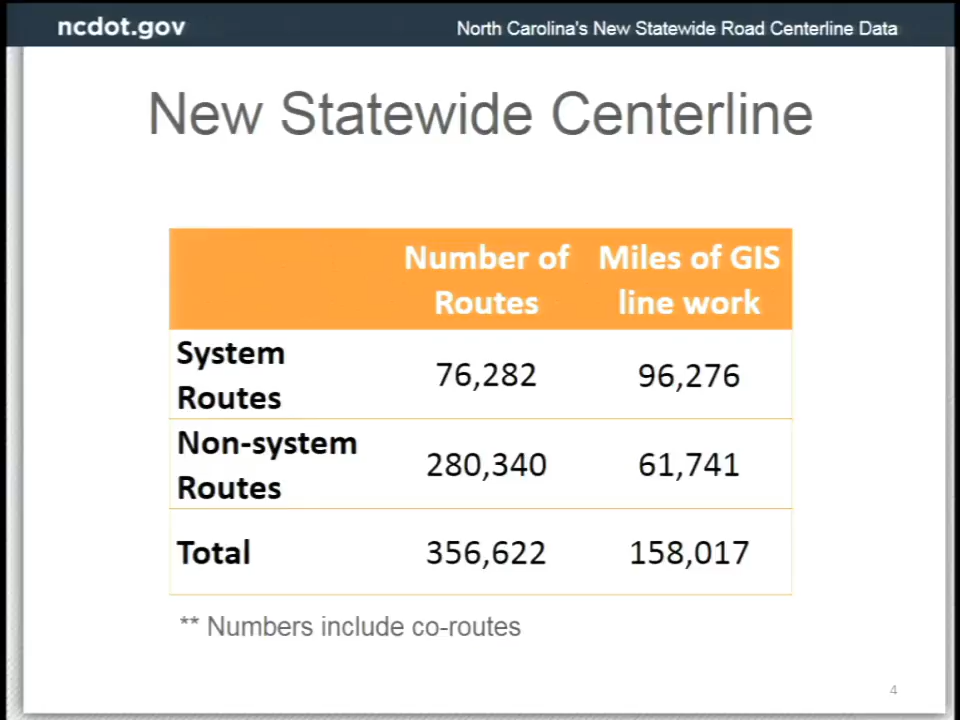 ncdot.gov
North Carolina's New Statewide Road Centerline Data
New Statewide Centerline
Number of Routes
Miles of GIS line work
System Routes
76,282
96,276
Non-system Routes
280,340
61,741
Total
356,622
158,017
** Numbers include co-routes
4